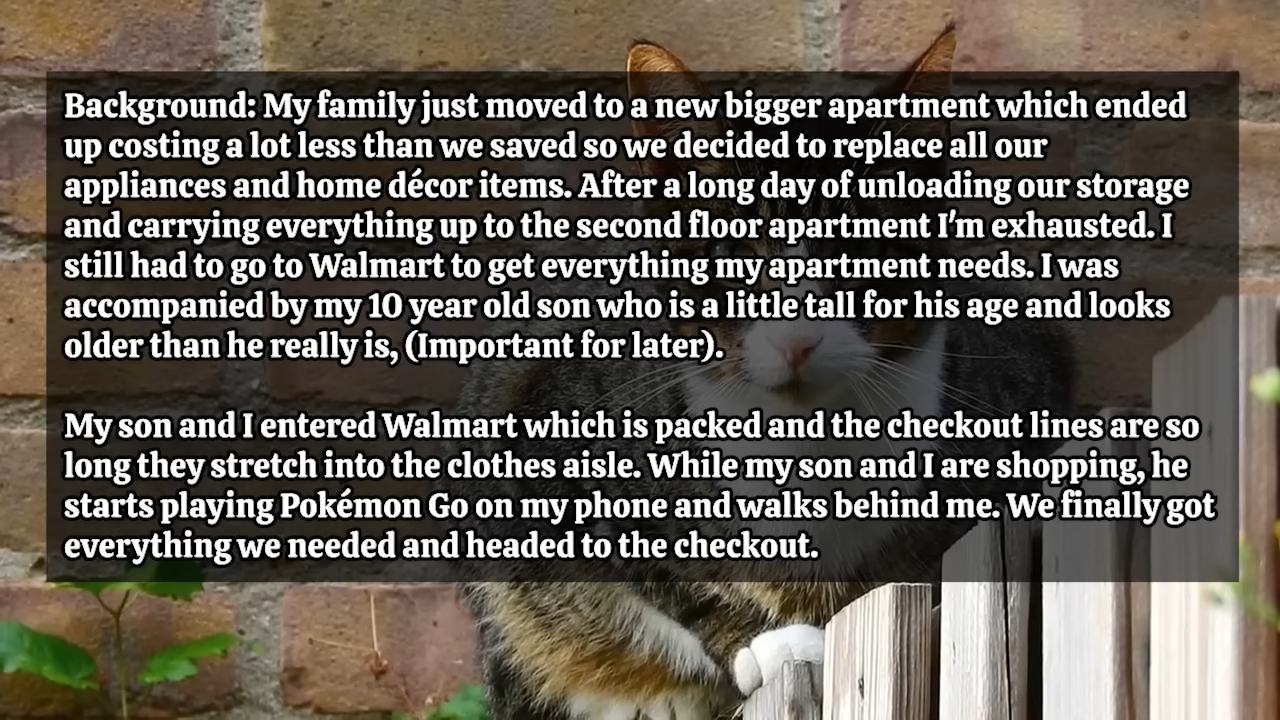 Background: My family just moved to a new bigger apartment which ended
up costing a lot less than we saved so we decided to replace all our
appliances and home décor items. After a long day of unloading our storage
and carrying everything up to the second floor apartment I'm exhausted. I
still had to go to Walmart to get everything my apartment needs. I was
accompanied by my 10 year old son who is a little tall for his age and looks
older than he really is, (Important for later).
My son and I entered Walmart which is packed and the checkout lines are so
long they stretch into the clothes aisle. While my son and I are shopping, he
starts playing Pokémon Go on my phone and walks behind me. We finally got
everything we needed and headed to the checkout.